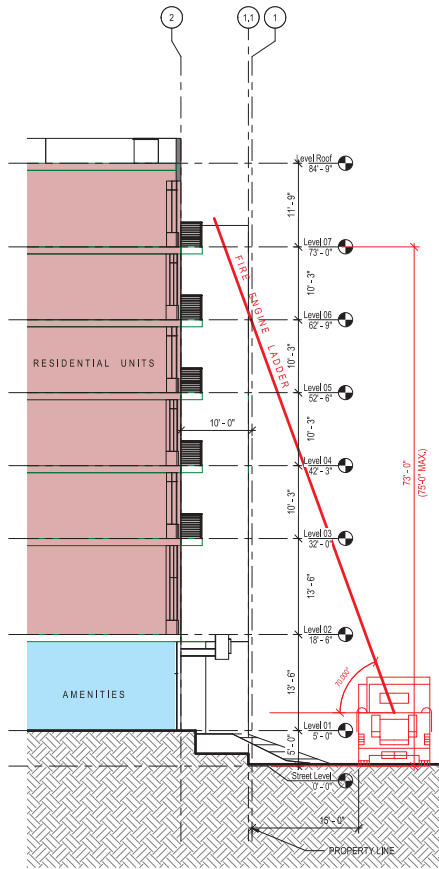 2
1.1
1
Level Roof
84' - 9"
11' - 9"
Level 07
73' - 0"
FIRE ENGINE LADDER
10' - 3"
Level 06
62' - 9"
RESIDENTIAL UNITS
10' - 3"
Level 05
52' - 6"
10' - 0"
10' - 3"
Level 04
42' - 3"
73' - 0"
(75'-0" MAX.)
10' - 3"
Level 03
32' - 0"
13' - 6"
Level 02
18' - 6"
70.000°
AMENITIES
13' - 6"
Level 01
5' - 0"
5' - 0"
Street Level
0' - 0"
15' - 0"
PROPERTY LINE